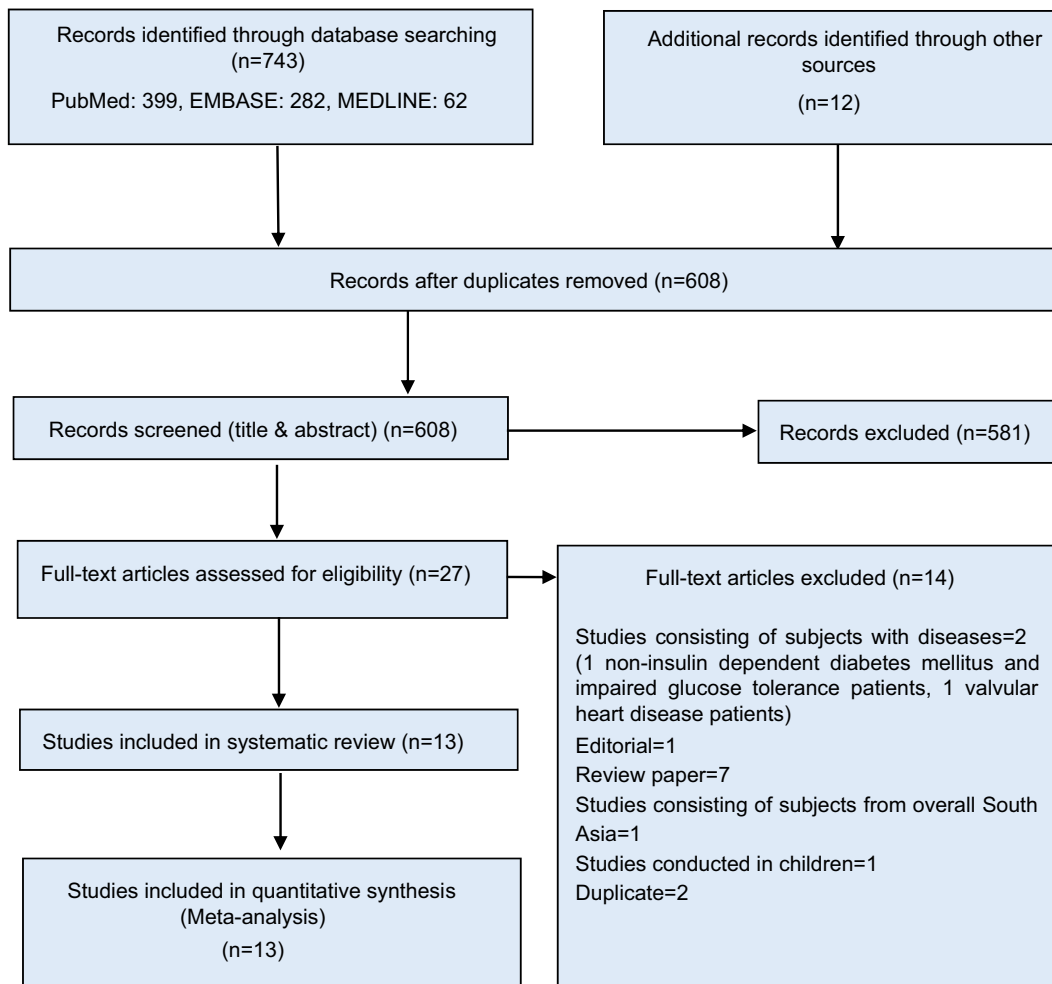 Records identified through database searching
(n=743)
PubMed: 399, EMBASE: 282, MEDLINE: 62
Additional records identified through other
sources
(n=12)
Records after duplicates removed (n=608)
Records screened (title & abstract) (n=608)
Records excluded (n=581)
Full-text articles assessed for eligibility (n=27)
Full-text articles excluded (n=14)
Studies consisting of subjects with diseases=2
(1 non-insulin dependent diabetes mellitus and
impaired glucose tolerance patients, 1 valvular
heart disease patients)
Editorial=1
Review paper=7
Studies consisting of subjects from overall South
Asia=1
Studies conducted in children=1
Duplicate=2
Studies included in systematic review (n=13)
Studies included in quantitative synthesis
(Meta-analysis)
(n=13)